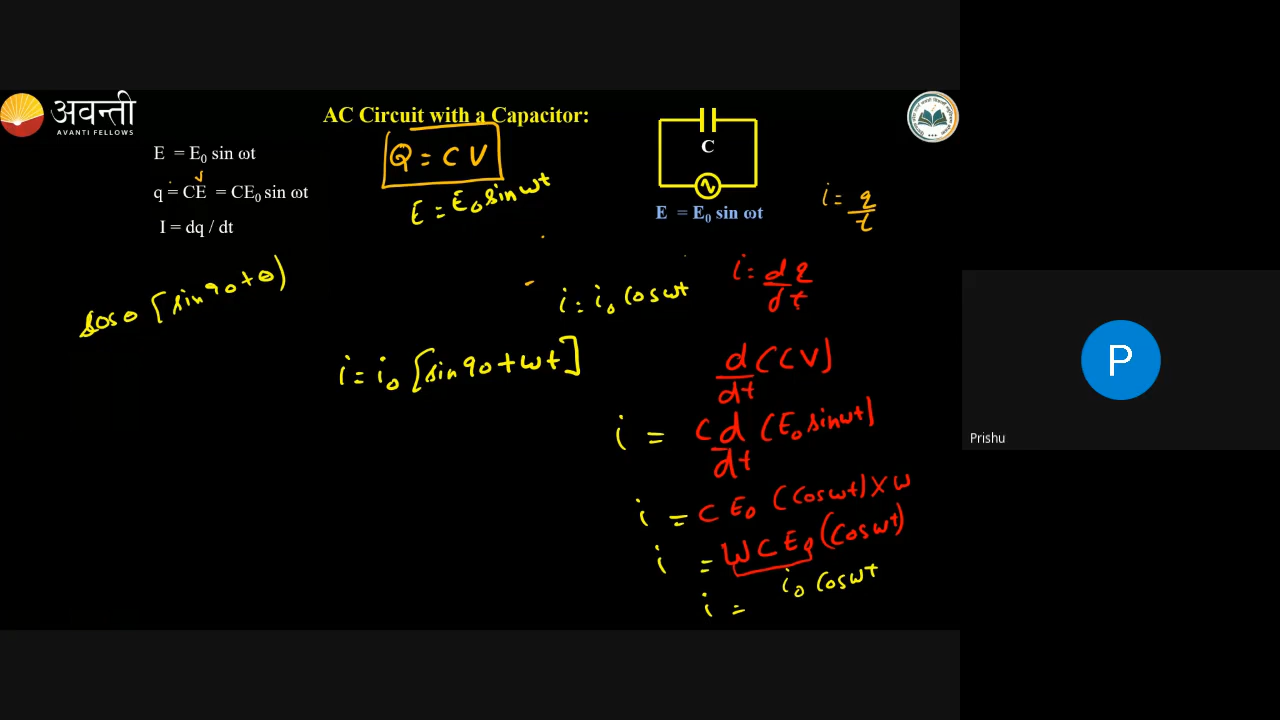 अवन्ती
AVANTI FELLOWS
AC Circuit with a Capacitor:
E = E₀ sin ωt
q = CE = CE₀ sin ωt
I = dq / dt
Q = CV
E = E₀ sin ωt
C
E = E₀ sin ωt
i = q/t
cos θ [sin 90 + θ)
i = i₀ cos ωt
i = i₀ [sin 90 + ωt]
i = dq/dt
d/dt (CV)
i = C d/dt (E₀ sin ωt)
i = C E₀ (cos ωt) × ω
i = ω C E₀ (cos ωt)
i = i₀ cos ωt
P
Prishu